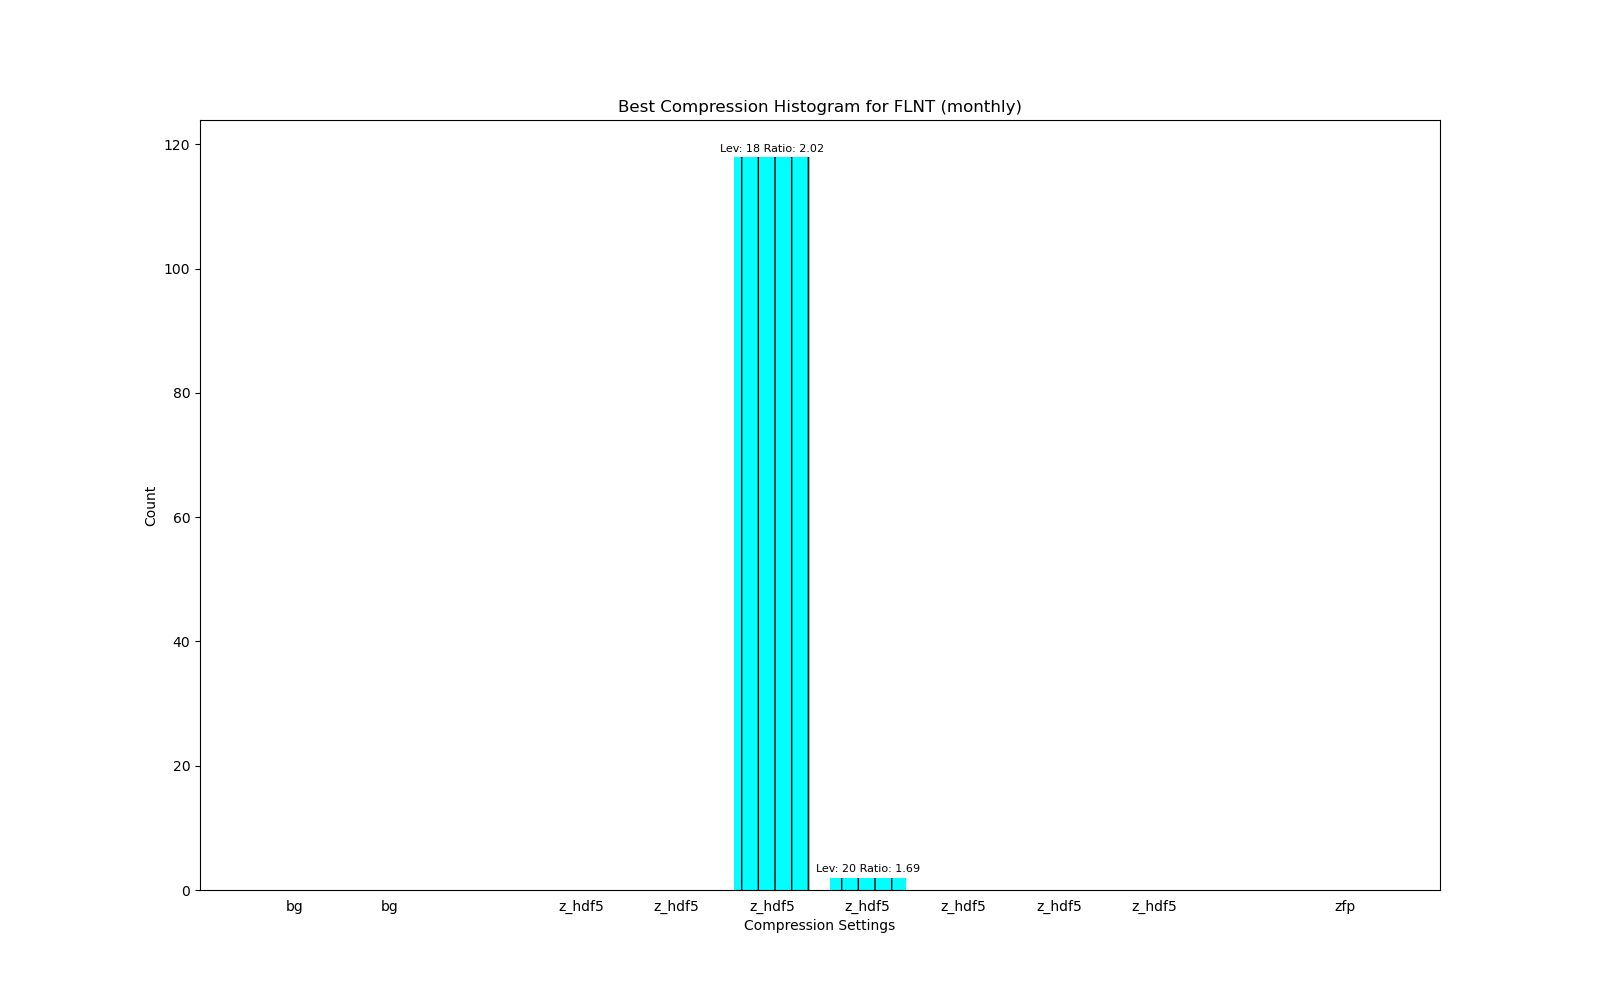 Best Compression Histogram for FLNT (monthly)
120
Lev: 18 Ratio: 2.02
100
80
60
Count
40
20
Lev: 20 Ratio: 1.69
0
bg bg z_hdf5 z_hdf5 z_hdf5 z_hdf5 z_hdf5 z_hdf5 z_hdf5 zfp
Compression Settings